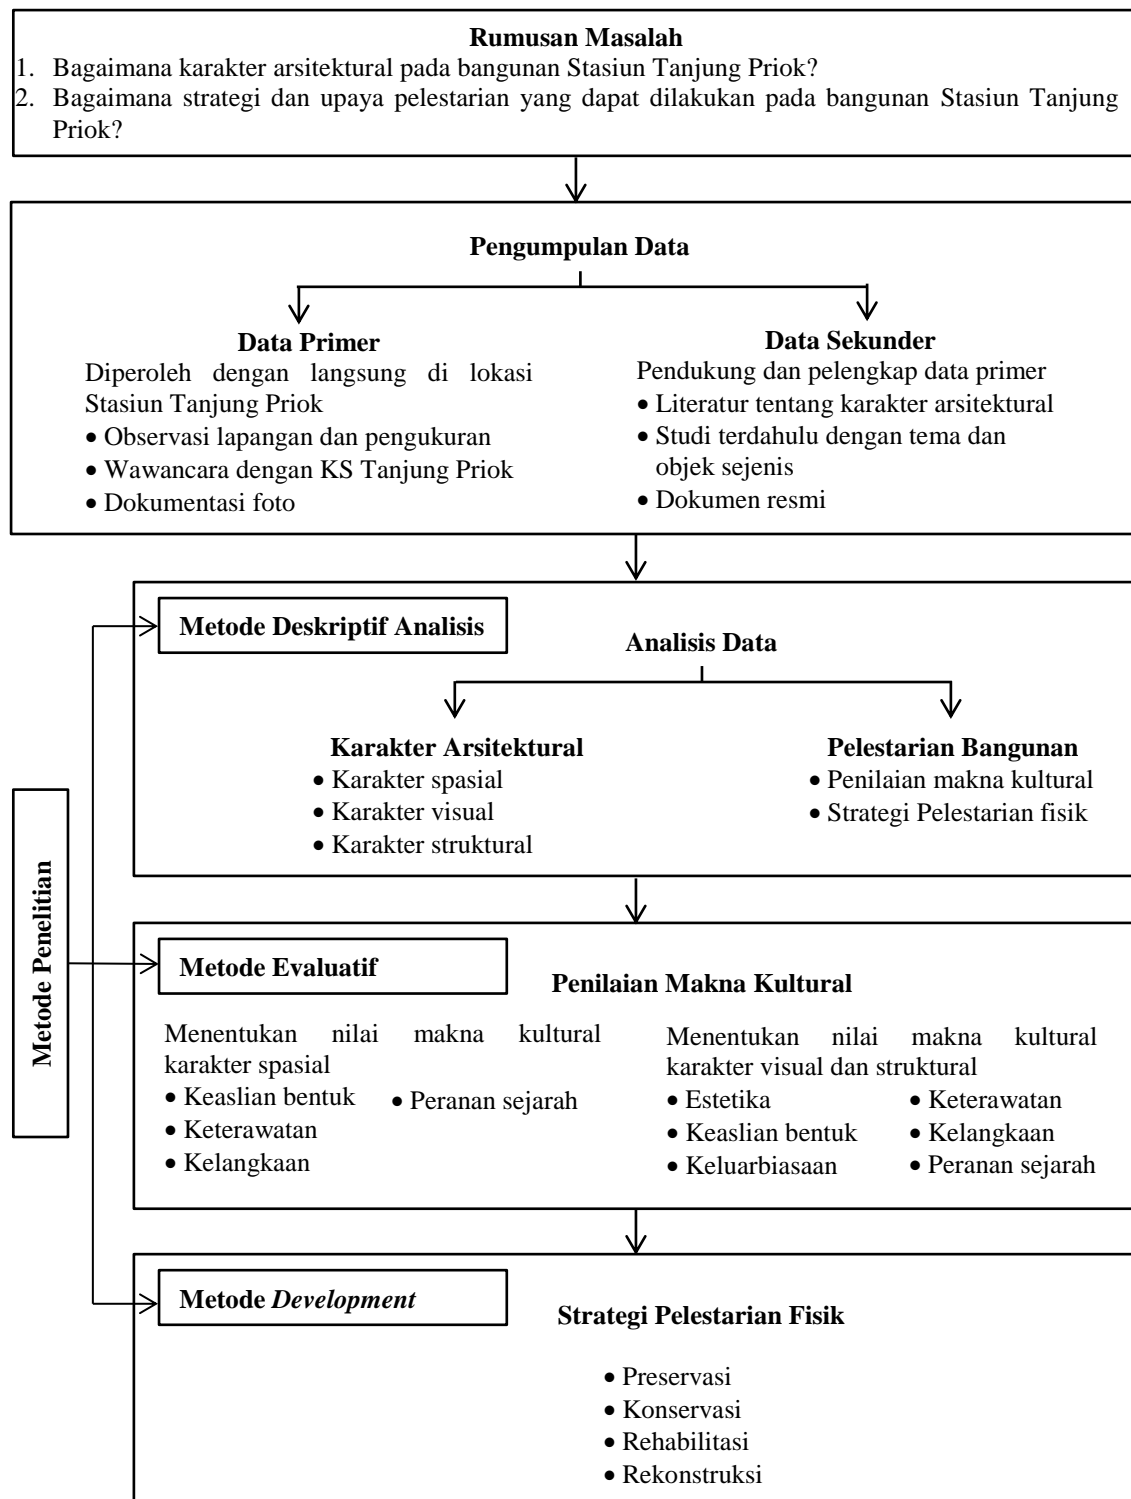 Rumusan Masalah
1. Bagaimana karakter arsitektural pada bangunan Stasiun Tanjung Priok?
2. Bagaimana strategi dan upaya pelestarian yang dapat dilakukan pada bangunan Stasiun Tanjung
Priok?
Pengumpulan Data
Data Primer
Diperoleh dengan langsung di lokasi
Stasiun Tanjung Priok
• Observasi lapangan dan pengukuran
• Wawancara dengan KS Tanjung Priok
• Dokumentasi foto
Data Sekunder
Pendukung dan pelengkap data primer
• Literatur tentang karakter arsitektural
• Studi terdahulu dengan tema dan
objek sejenis
• Dokumen resmi
Metode Penelitian
Metode Deskriptif Analisis
Analisis Data
Karakter Arsitektural
• Karakter spasial
• Karakter visual
• Karakter struktural
Pelestarian Bangunan
• Penilaian makna kultural
• Strategi Pelestarian fisik
Metode Evaluatif
Penilaian Makna Kultural
Menentukan nilai makna kultural
karakter spasial
• Keaslian bentuk
• Keterawatan
• Kelangkaan
• Peranan sejarah
Menentukan nilai makna kultural
karakter visual dan struktural
• Estetika
• Keaslian bentuk
• Keluarbiasaan
• Keterawatan
• Kelangkaan
• Peranan sejarah
Metode Development
Strategi Pelestarian Fisik
• Preservasi
• Konservasi
• Rehabilitasi
• Rekonstruksi